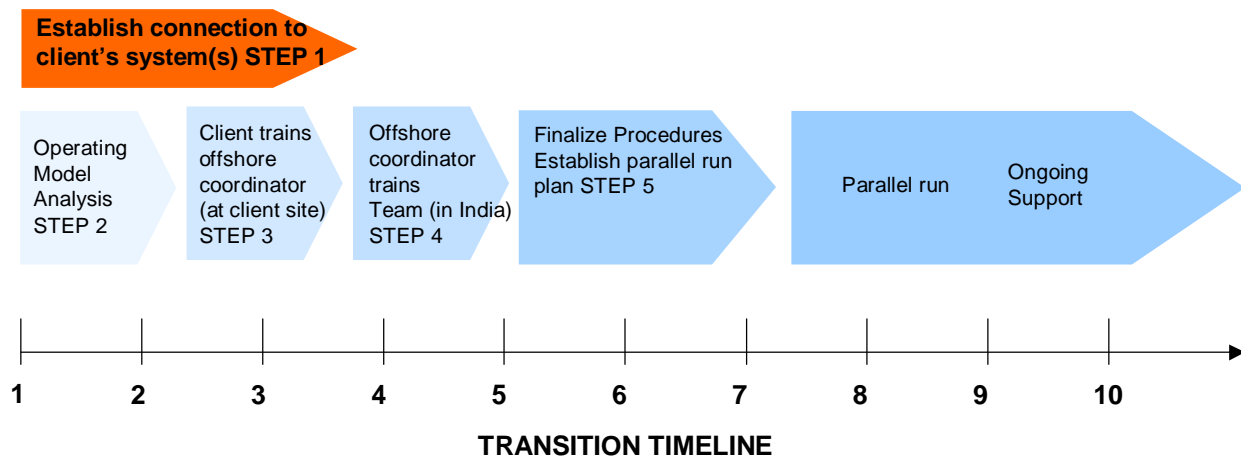 Establish connection to
client's system(s) STEP 1
Operating
Model
Analysis
STEP 2
Client trains
offshore
coordinator
(at client site)
STEP 3
Offshore
coordinator
trains
Team (in India)
STEP 4
Finalize Procedures
Establish parallel run
plan STEP 5
Parallel run
Ongoing
Support
1 2 3 4 5 6 7 8 9 10
TRANSITION TIMELINE